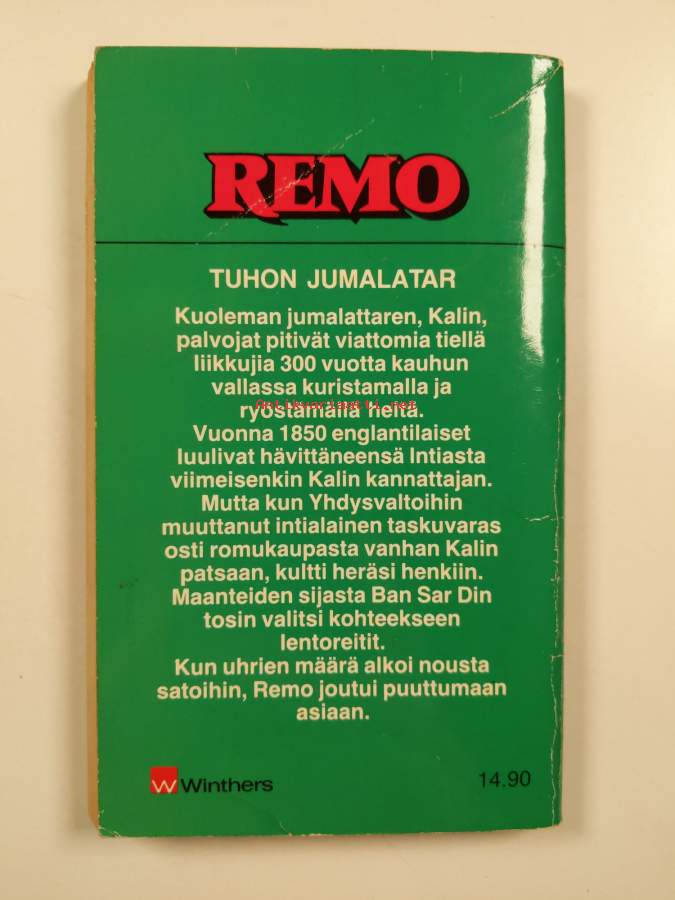 REMO
TUHON JUMALATAR
Kuoleman jumalattaren, Kalin,
palvojat pitivät viattomia tiellä
liikkujia 300 vuotta kauhun
vallassa kuristamalla ja
ryöstämällä heitä.
Antikvariaatti.net
Vuonna 1850 englantilaiset
luulivat hävittäneensä Intiasta
viimeisenkin Kalin kannattajan.
Mutta kun Yhdysvaltoihin
muuttanut intialainen taskuvaras
osti romukaupasta vanhan Kalin
patsaan, kultti heräsi henkiin.
Maanteiden sijasta Ban Sar Din
tosin valitsi kohteekseen
lentoreitit.
Kun uhrien määrä alkoi nousta
satoihin, Remo joutui puuttumaan
asiaan.
W Winthers
14.90